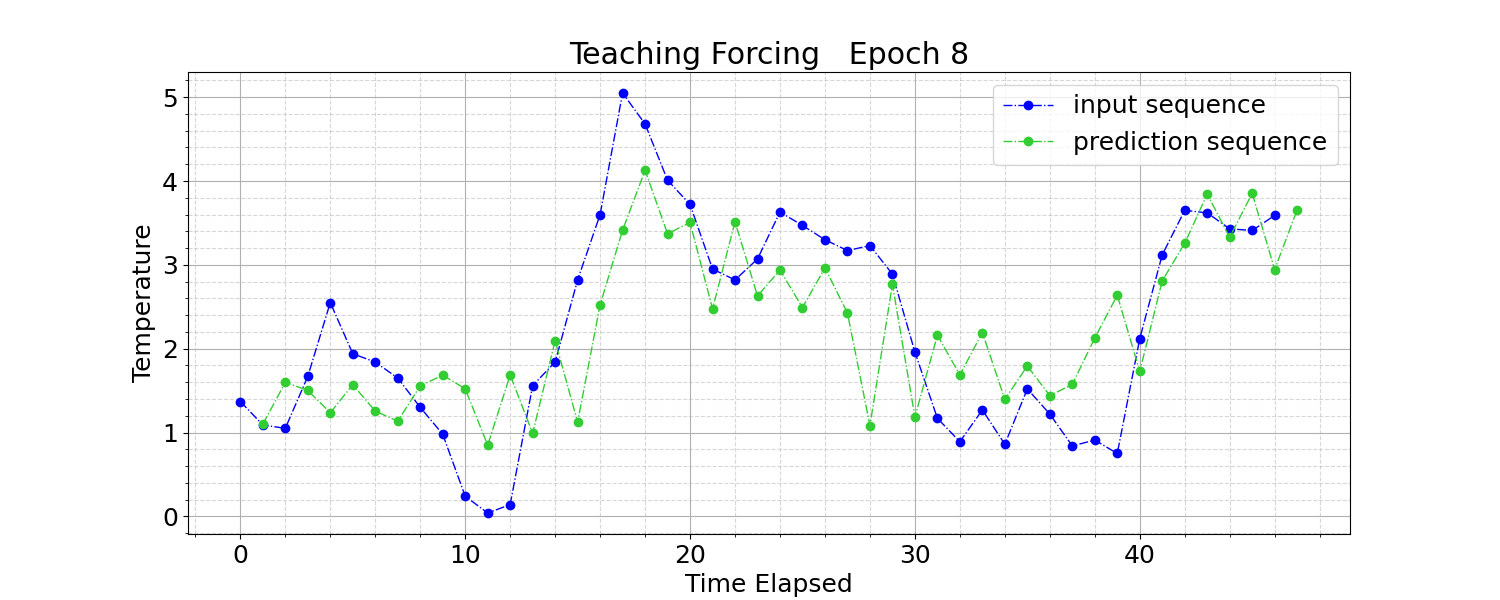 Teaching Forcing   Epoch 8
input sequence
prediction sequence
Temperature
5
4
3
2
1
0
0 10 20 30 40
Time Elapsed